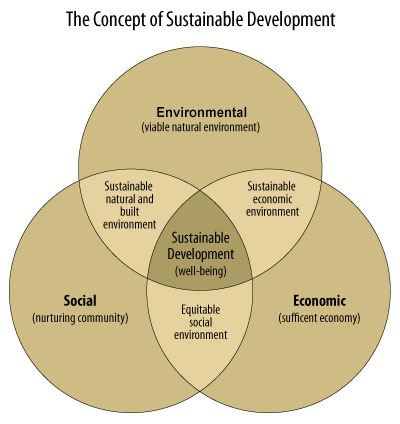 The Concept of Sustainable Development
Environmental
(viable natural environment)
Sustainable
natural and
built
environment
Sustainable
economic
environment
Sustainable
Development
(well-being)
Social
(nurturing community)
Economic
(sufficent economy)
Equitable
social
environment